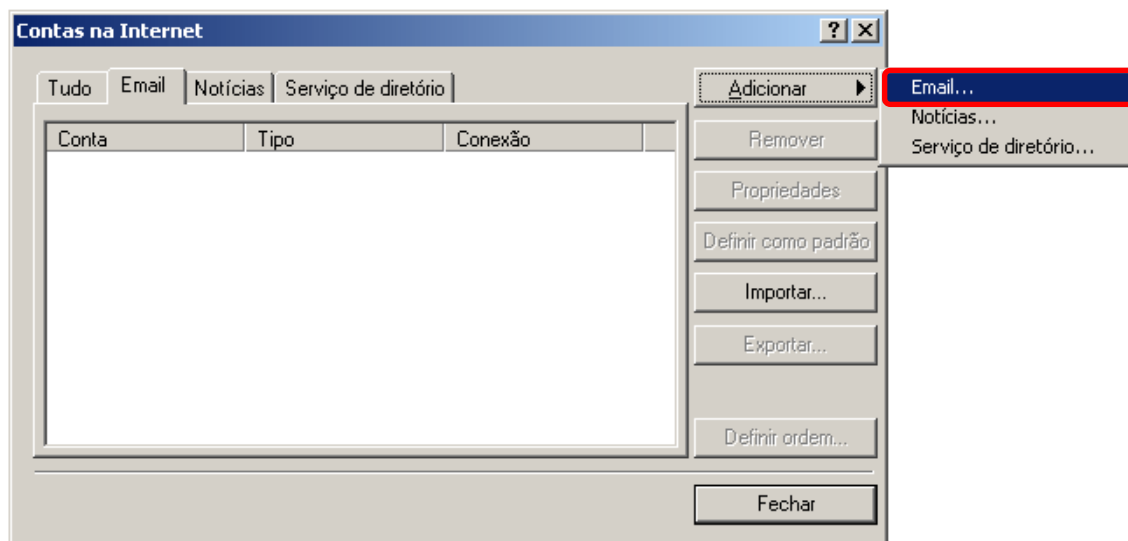 Contas na Internet
?
Tudo Email Notícias Serviço de diretório
Adicionar
Email...
Notícias...
Serviço de diretório...
Conta Tipo Conexão
Remover
Propriedades
Definir como padrão
Importar...
Exportar...
Definir ordem...
Fechar